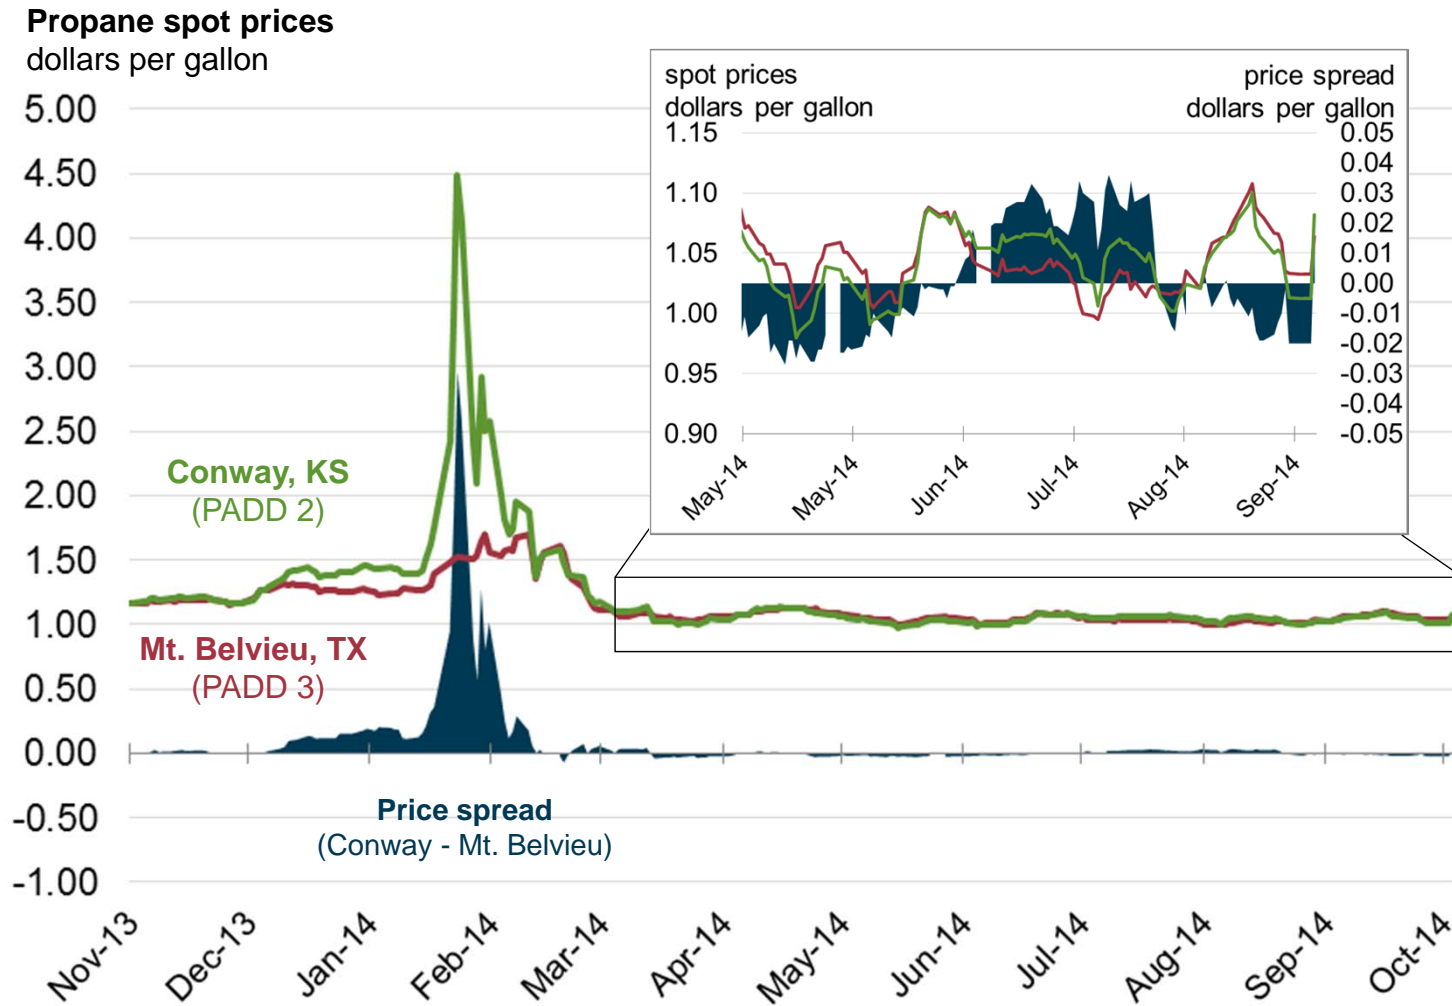 Propane spot prices
dollars per gallon
5.00
4.50
4.00
3.50
3.00
2.50
2.00
1.50
1.00
0.50
0.00
-0.50
-1.00
Conway, KS
(PADD 2)
Mt. Belvieu, TX
(PADD 3)
Price spread
(Conway - Mt. Belvieu)
Nov-13
Dec-13
Jan-14
Feb-14
Mar-14
Apr-14
May-14
Jun-14
Jul-14
Aug-14
Sep-14
Oct-14
spot prices
dollars per gallon
1.15
1.10
1.05
1.00
0.95
0.90
price spread
dollars per gallon
0.05
0.04
0.03
0.02
0.01
0.00
-0.01
-0.02
-0.03
-0.04
-0.05
May-14
May-14
Jun-14
Jul-14
Aug-14
Sep-14